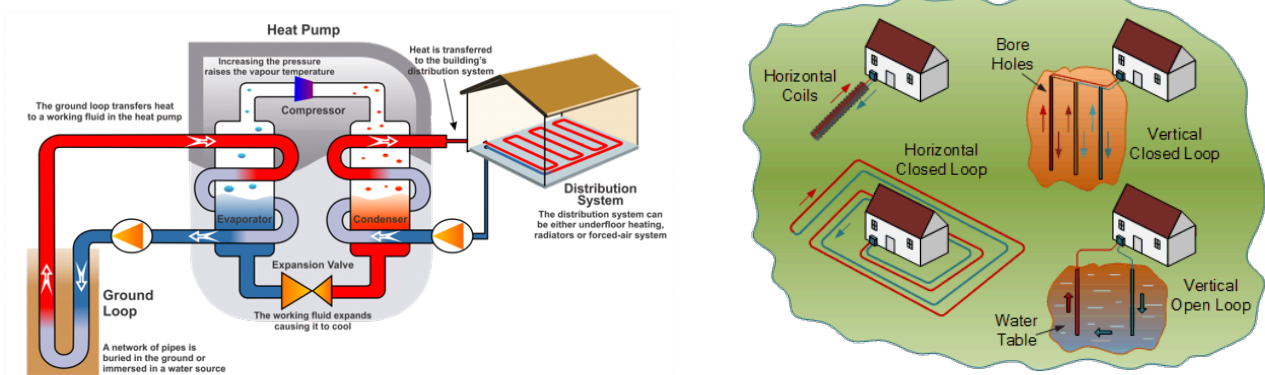 Heat Pump
Increasing the pressure
raises the vapour temperature
Compressor
Heat is transferred
to the building's
distribution system
The ground loop transfers heat
to a working fluid in the heat pump
Evaporator
Condenser
Distribution
System
The distribution system can
be either underfloor heating,
radiators or forced-air system
Expansion Valve
The working fluid expands
causing it to cool
Ground
Loop
A network of pipes is
buried in the ground or
immersed in a water source
Horizontal
Coils
Bore
Holes
Vertical
Closed Loop
Horizontal
Closed Loop
Vertical
Open Loop
Water
Table